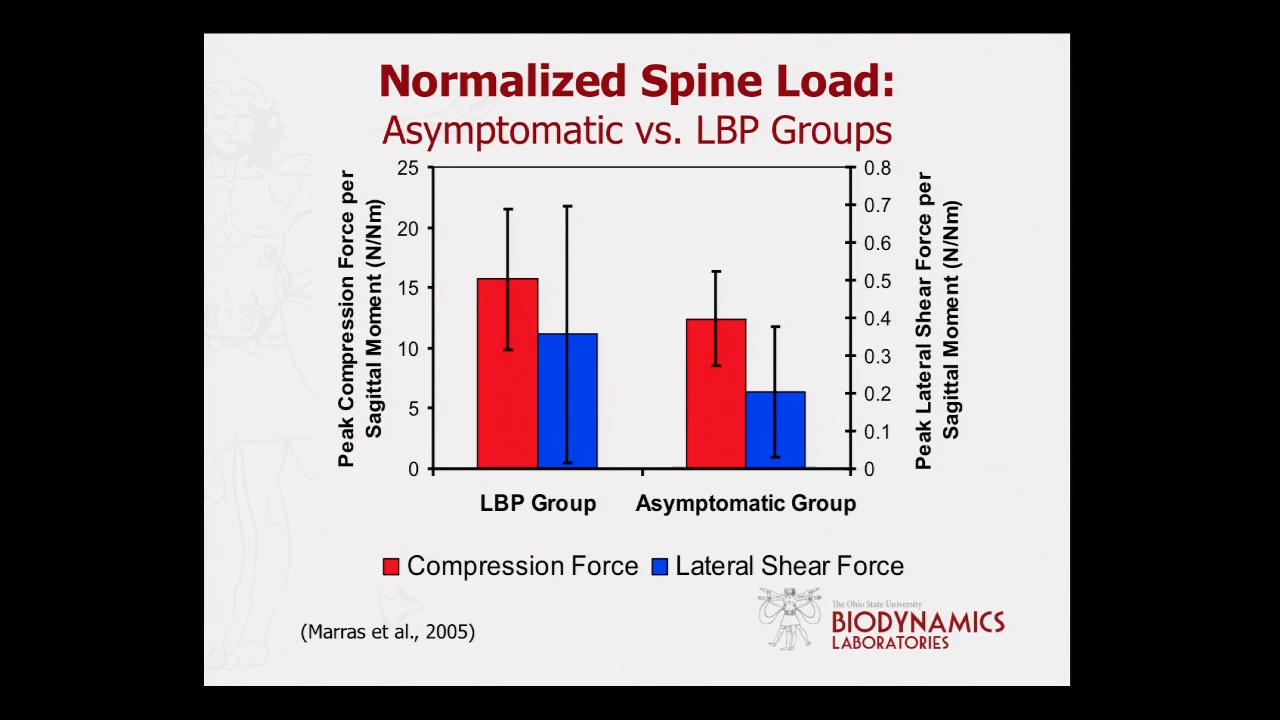 Normalized Spine Load:
Asymptomatic vs. LBP Groups
Peak Compression Force per
Sagittal Moment (N/Nm)
25
20
15
10
5
0
0.8
0.7
0.6
0.5
0.4
0.3
0.2
0.1
0
Peak Lateral Shear Force per
Sagittal Moment (N/Nm)
LBP Group
Asymptomatic Group
Compression Force
Lateral Shear Force
(Marras et al., 2005)
The Ohio State University
BIODYNAMICS
LABORATORIES